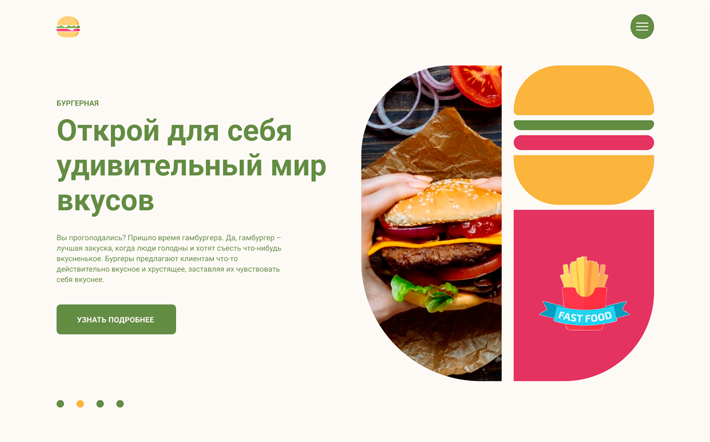 БУРГЕРНАЯ
Открой для себя
удивительный мир
вкусов
Вы проголодались? Пришло время гамбургера. Да, гамбургер –
лучшая закуска, когда люди голодны и хотят съесть что-нибудь
вкусненькое. Бургеры предлагают клиентам что-то
действительно вкусное и хрустящее, заставляя их чувствовать
себя вкуснее.
УЗНАТЬ ПОДРОБНЕЕ
FAST FOOD